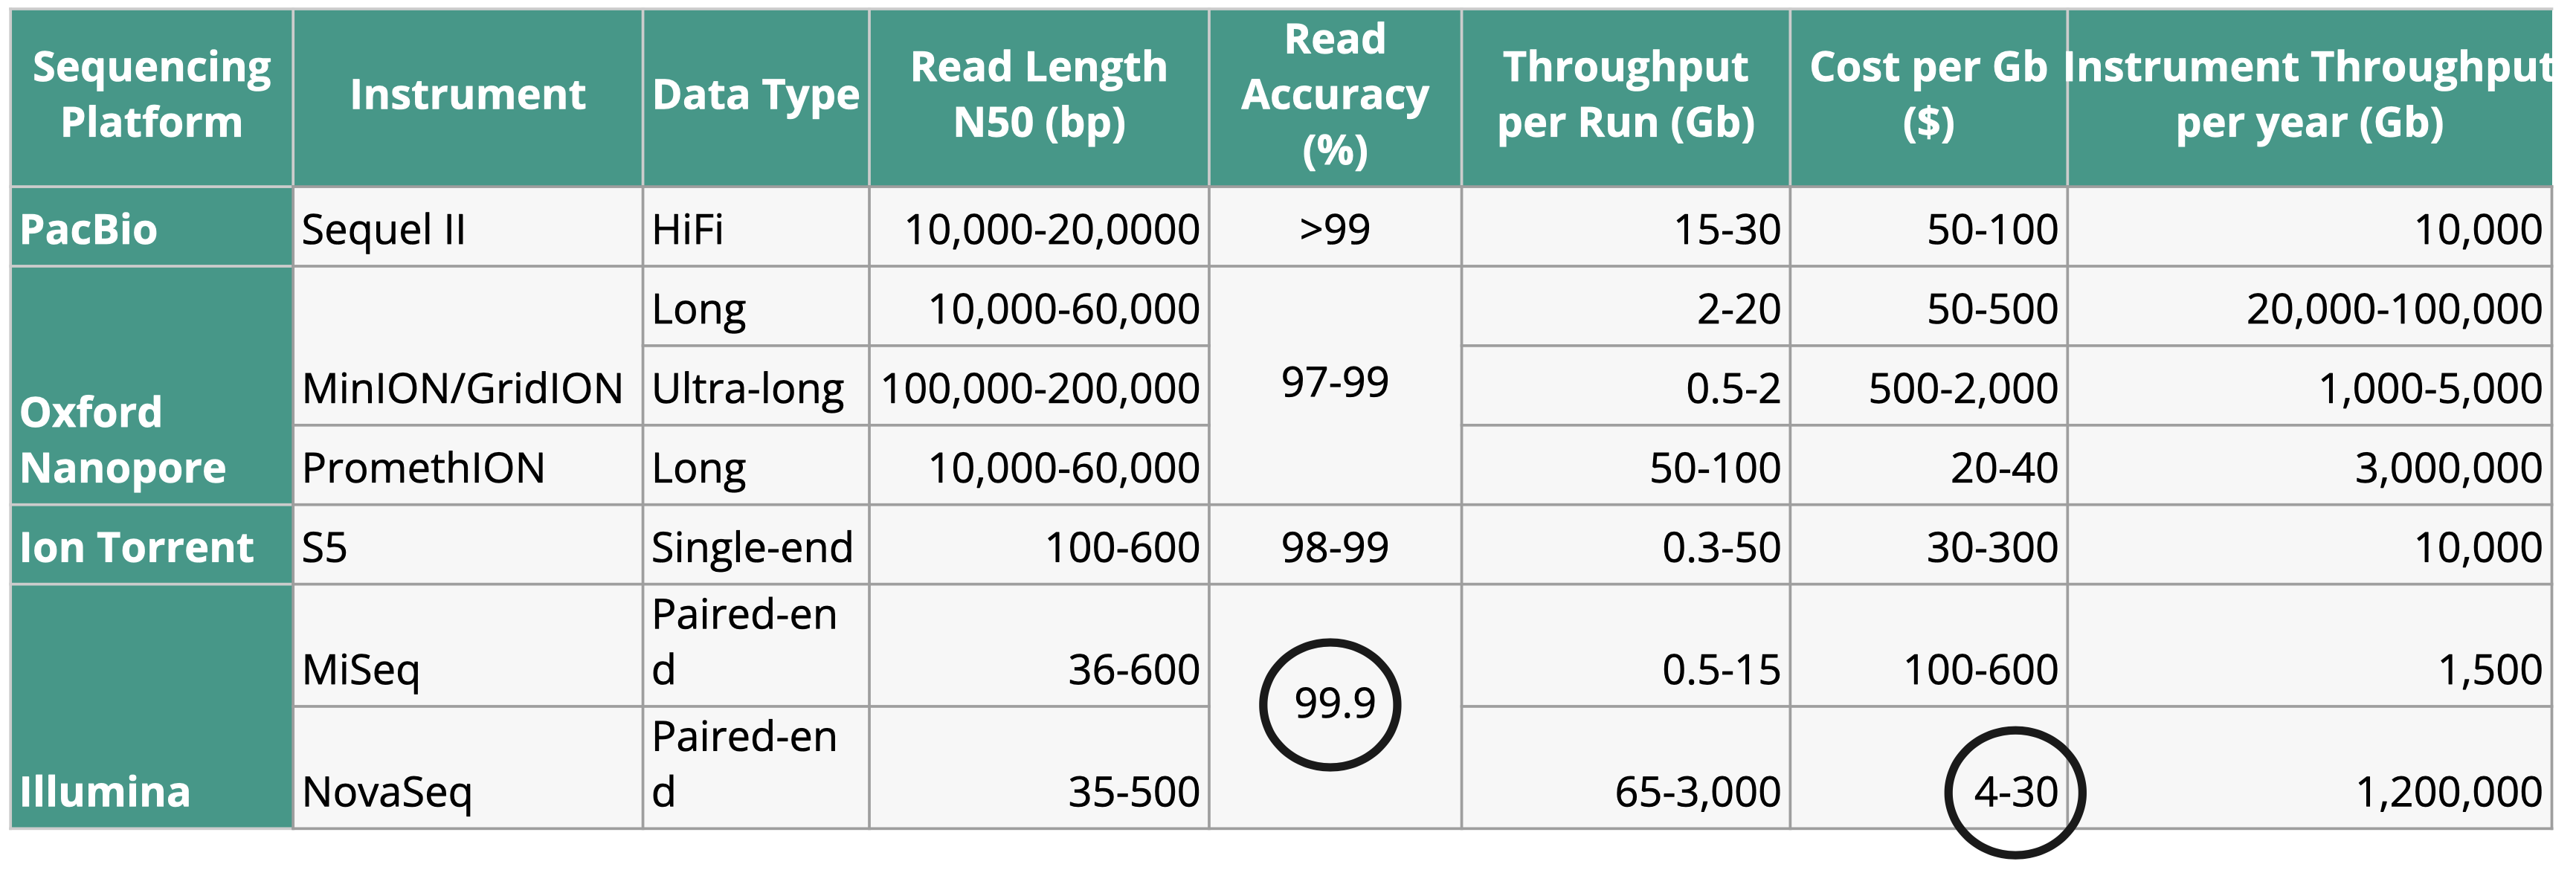 Sequencing Platform | Instrument | Data Type | Read Length N50 (bp) | Read Accuracy (%) | Throughput per Run (Gb) | Cost per Gb ($) | Instrument Throughput per year (Gb)
PacBio | Sequel II | HiFi | 10,000-20,0000 | >99 | 15-30 | 50-100 | 10,000
Oxford Nanopore | MinION/GridION | Long | 10,000-60,000 | 97-99 | 2-20 | 50-500 | 20,000-100,000
Ultra-long | 100,000-200,000 | 0.5-2 | 500-2,000 | 1,000-5,000
PromethION | Long | 10,000-60,000 | 50-100 | 20-40 | 3,000,000
Ion Torrent | S5 | Single-end | 100-600 | 98-99 | 0.3-50 | 30-300 | 10,000
Illumina | MiSeq | Paired-end | 36-600 | 99.9 | 0.5-15 | 100-600 | 1,500
NovaSeq | Paired-end | 35-500 | 65-3,000 | 4-30 | 1,200,000